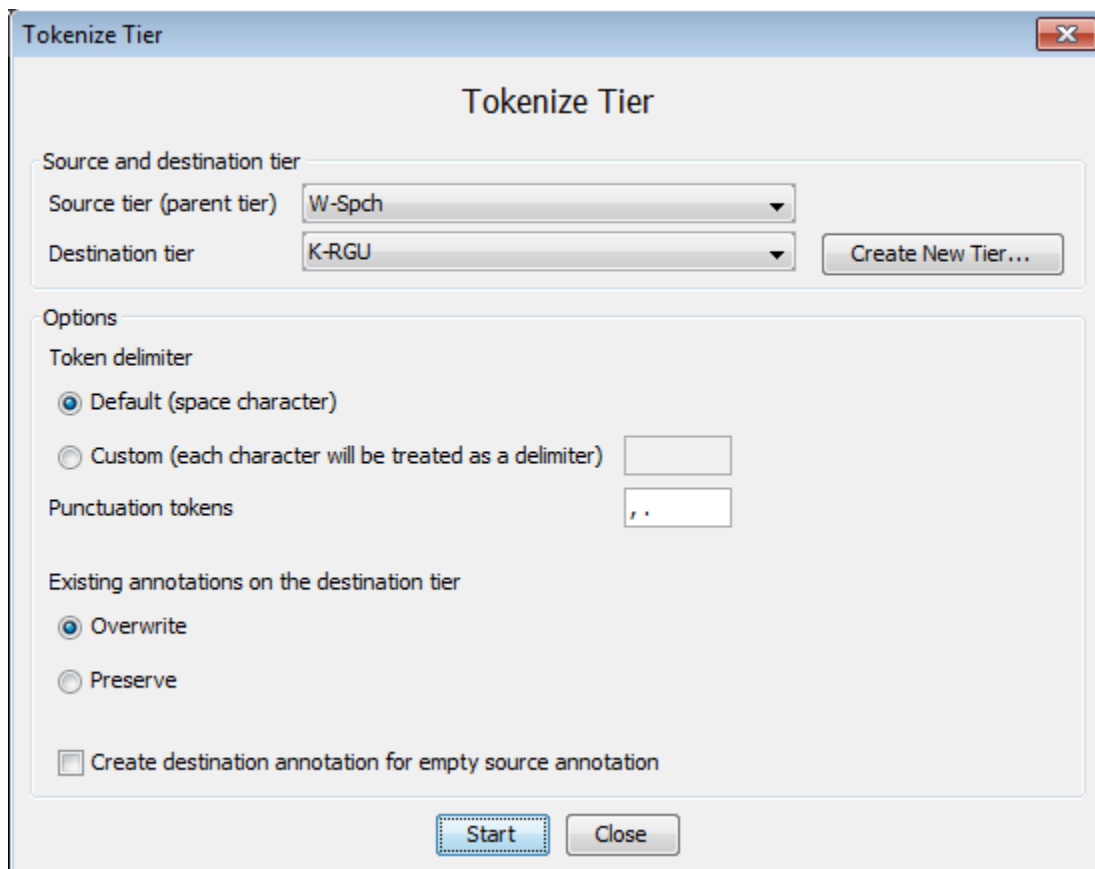 Tokenize Tier
Tokenize Tier
Source and destination tier
Source tier (parent tier) W-Spch
Destination tier K-RGU Create New Tier...
Options
Token delimiter
Default (space character)
Custom (each character will be treated as a delimiter)
Punctuation tokens ,.
Existing annotations on the destination tier
Overwrite
Preserve
Create destination annotation for empty source annotation
Start Close